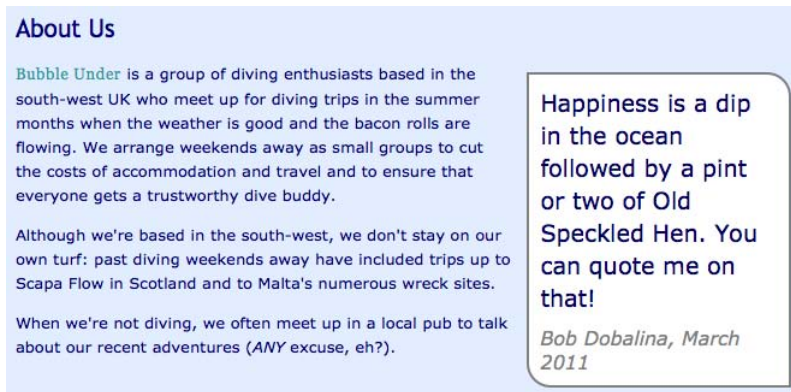 About Us
Bubble Under is a group of diving enthusiasts based in the
south-west UK who meet up for diving trips in the summer
months when the weather is good and the bacon rolls are
flowing. We arrange weekends away as small groups to cut
the costs of accommodation and travel and to ensure that
everyone gets a trustworthy dive buddy.
Although we're based in the south-west, we don't stay on our
own turf: past diving weekends away have included trips up to
Scapa Flow in Scotland and to Malta's numerous wreck sites.
When we're not diving, we often meet up in a local pub to talk
about our recent adventures (ANY excuse, eh?).
Happiness is a dip
in the ocean
followed by a pint
or two of Old
Speckled Hen. You
can quote me on
that!
Bob Dobalina, March
2011